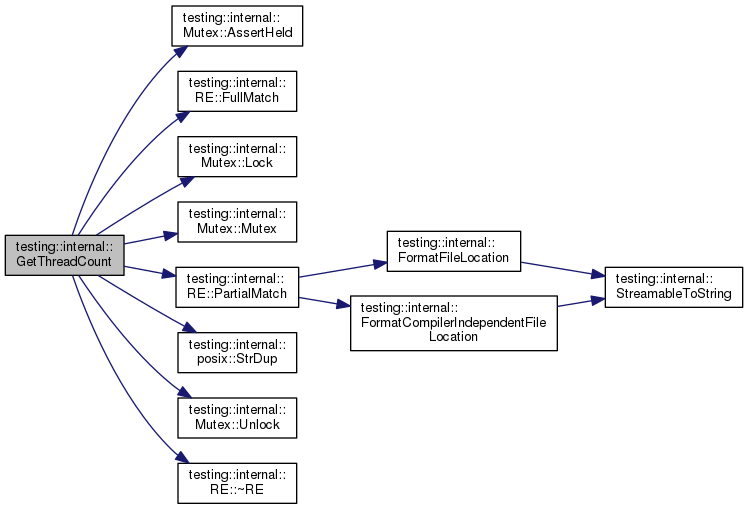 testing::internal::
GetThreadCount
testing::internal::
Mutex::AssertHeld
testing::internal::
RE::FullMatch
testing::internal::
Mutex::Lock
testing::internal::
Mutex::Mutex
testing::internal::
RE::PartialMatch
testing::internal::
posix::StrDup
testing::internal::
Mutex::Unlock
testing::internal::
RE::~RE
testing::internal::
FormatFileLocation
testing::internal::
FormatCompilerIndependentFile
Location
testing::internal::
StreamableToString